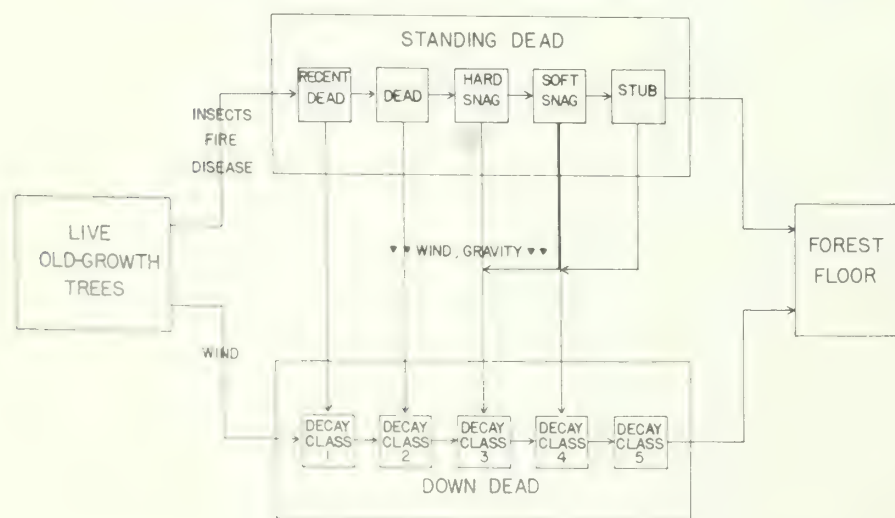 STANDING DEAD
RECENT
DEAD
DEAD
HARD
SNAG
SOFT
SNAG
STUB
INSECTS
FIRE
DISEASE
LIVE
OLD-GROWTH
TREES
▼ ▼ WIND, GRAVITY ▼ ▼
FOREST
FLOOR
WIND
DECAY
CLASS
1
DECAY
CLASS
2
DECAY
CLASS
3
DECAY
CLASS
4
DECAY
CLASS
5
DOWN DEAD